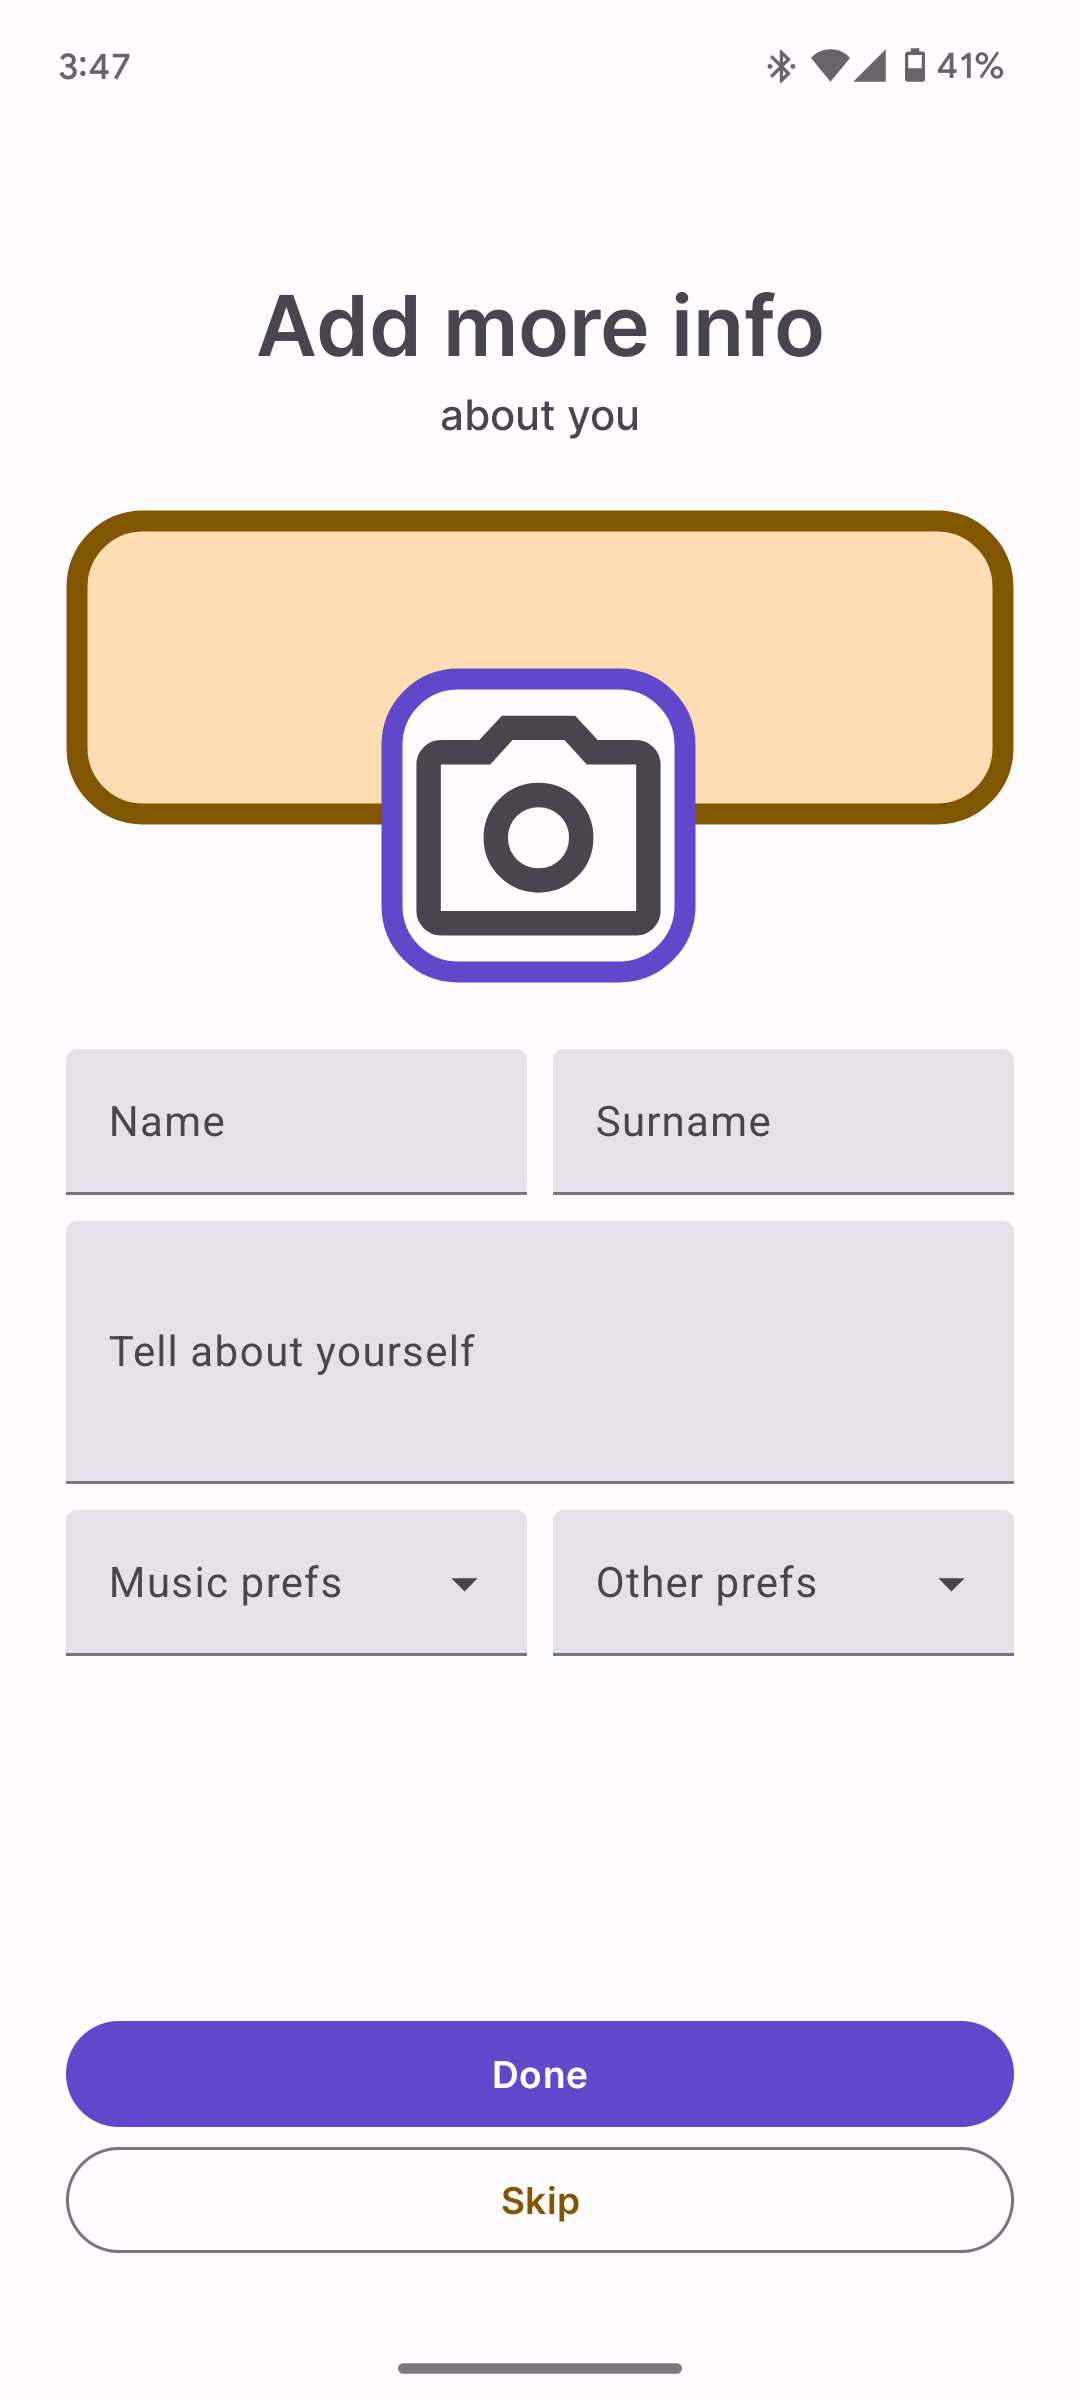 3:47 41%
Add more info
about you
Name Surname
Tell about yourself
Music prefs Other prefs
Done
Skip